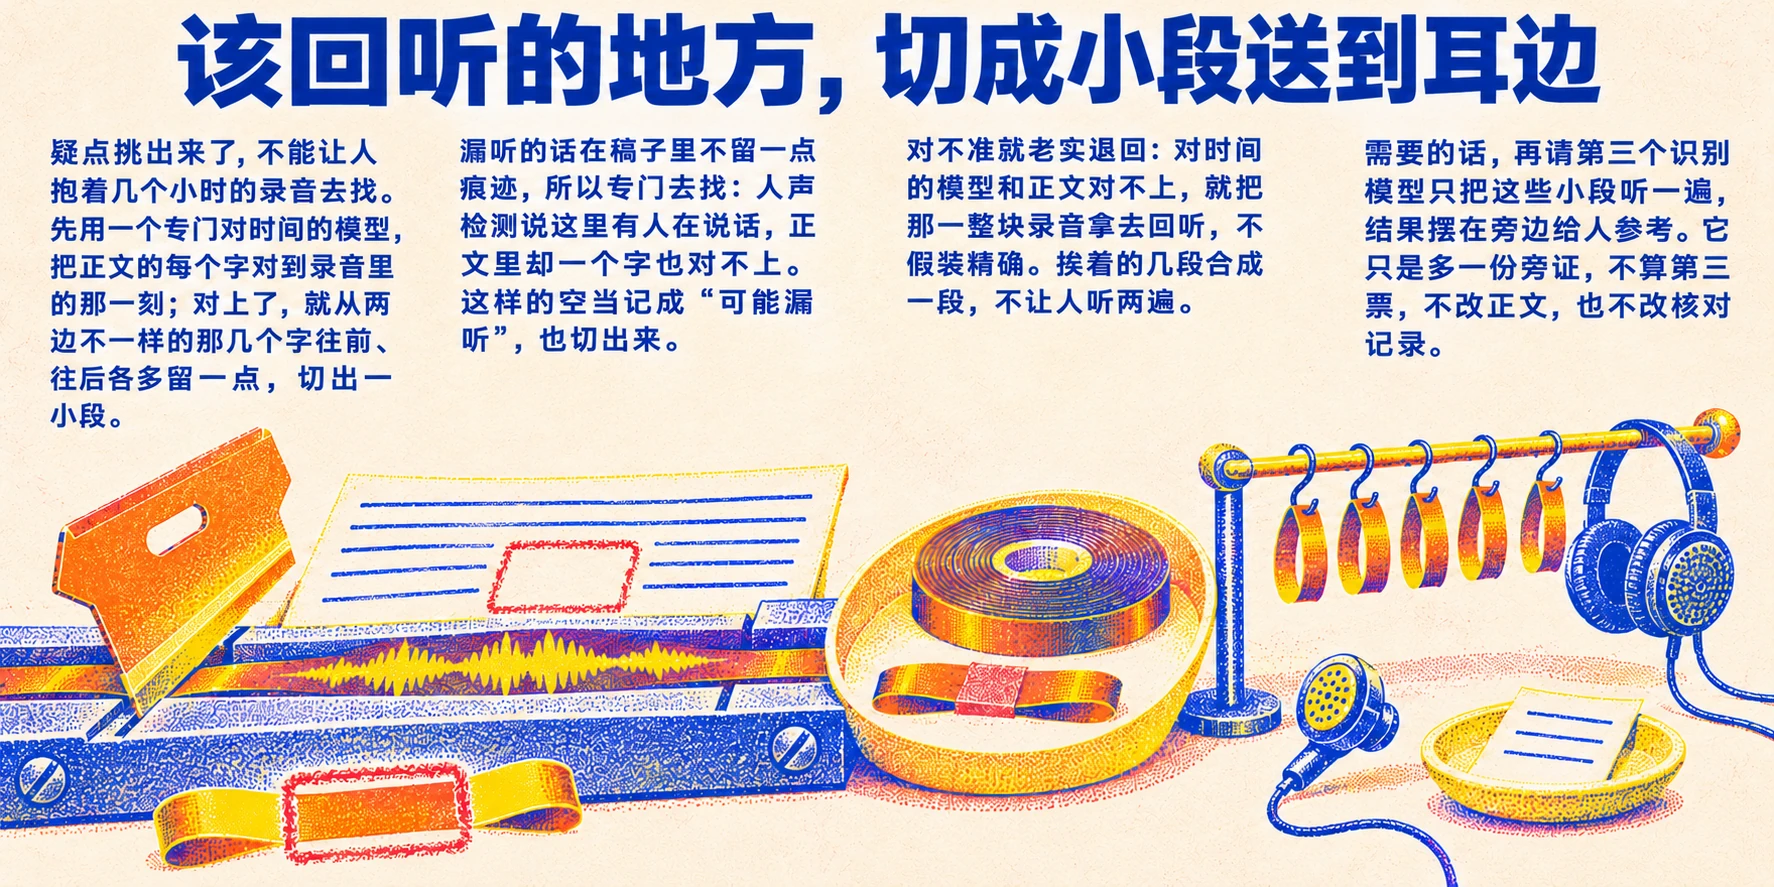 该回听的地方，切成小段送到耳边
疑点挑出来了，不能让人
抱着几个小时的录音去找。
先用一个专门对时间的模型，
把正文的每个字对到录音里
的那一刻；对上了，就从两
边不一样的那几个字往前、
往后各多留一点，切出一
小段。
漏听的话在稿子里不留一点
痕迹，所以专门去找：人声
检测说这里有人在说话，正
文里却一个字也对不上。
这样的空当记成“可能漏
听”，也切出来。
对不准就老实退回：对时间
的模型和正文对不上，就把
那一整块录音拿去回听，不
假装精确。挨着的几段合成
一段，不让人听两遍。
需要的话，再请第三个识别
模型只把这些小段听一遍，
结果摆在旁边给人参考。它
只是多一份旁证，不算第三
票，不改正文，也不改核对
记录。